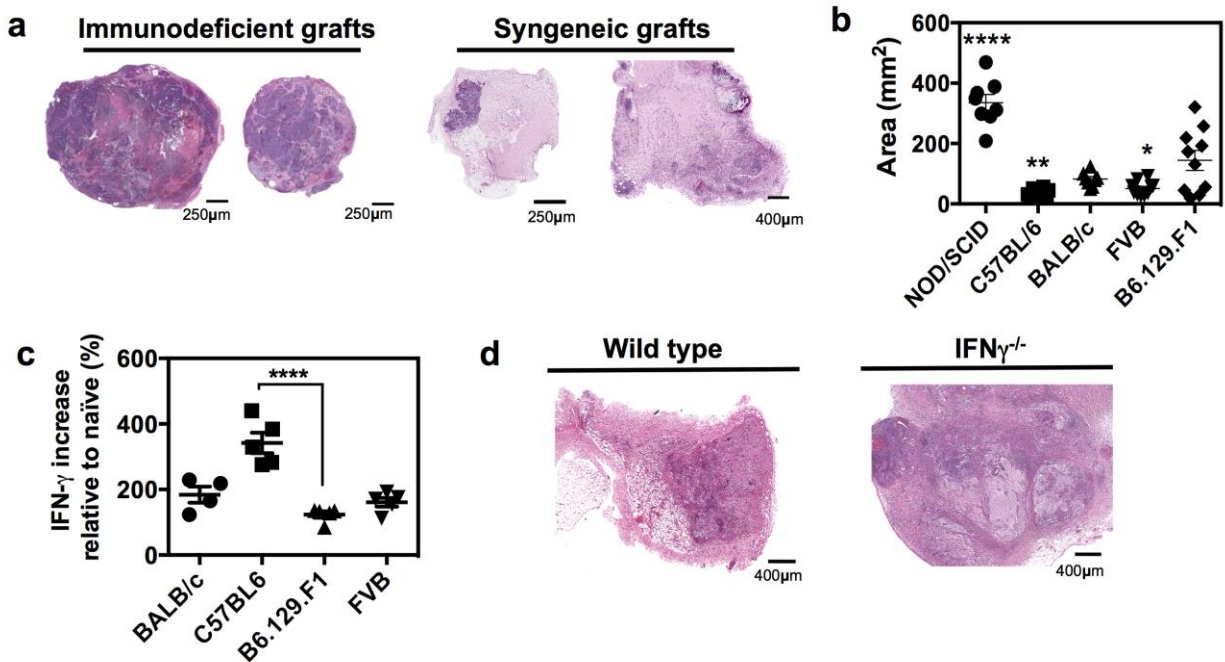 a
Immunodeficient grafts
Syngeneic grafts
250µm
250µm
250µm
400µm
b
Area (mm²)
600
400
200
0
****
**
*
NOD/SCID
C57BL/6
BALB/c
FVB
B6.129.F1
c
IFN-γ increase
relative to naïve (%)
600
400
200
0
****
BALB/c
C57BL6
B6.129.F1
FVB
d
Wild type
IFNγ-/-
400µm
400µm